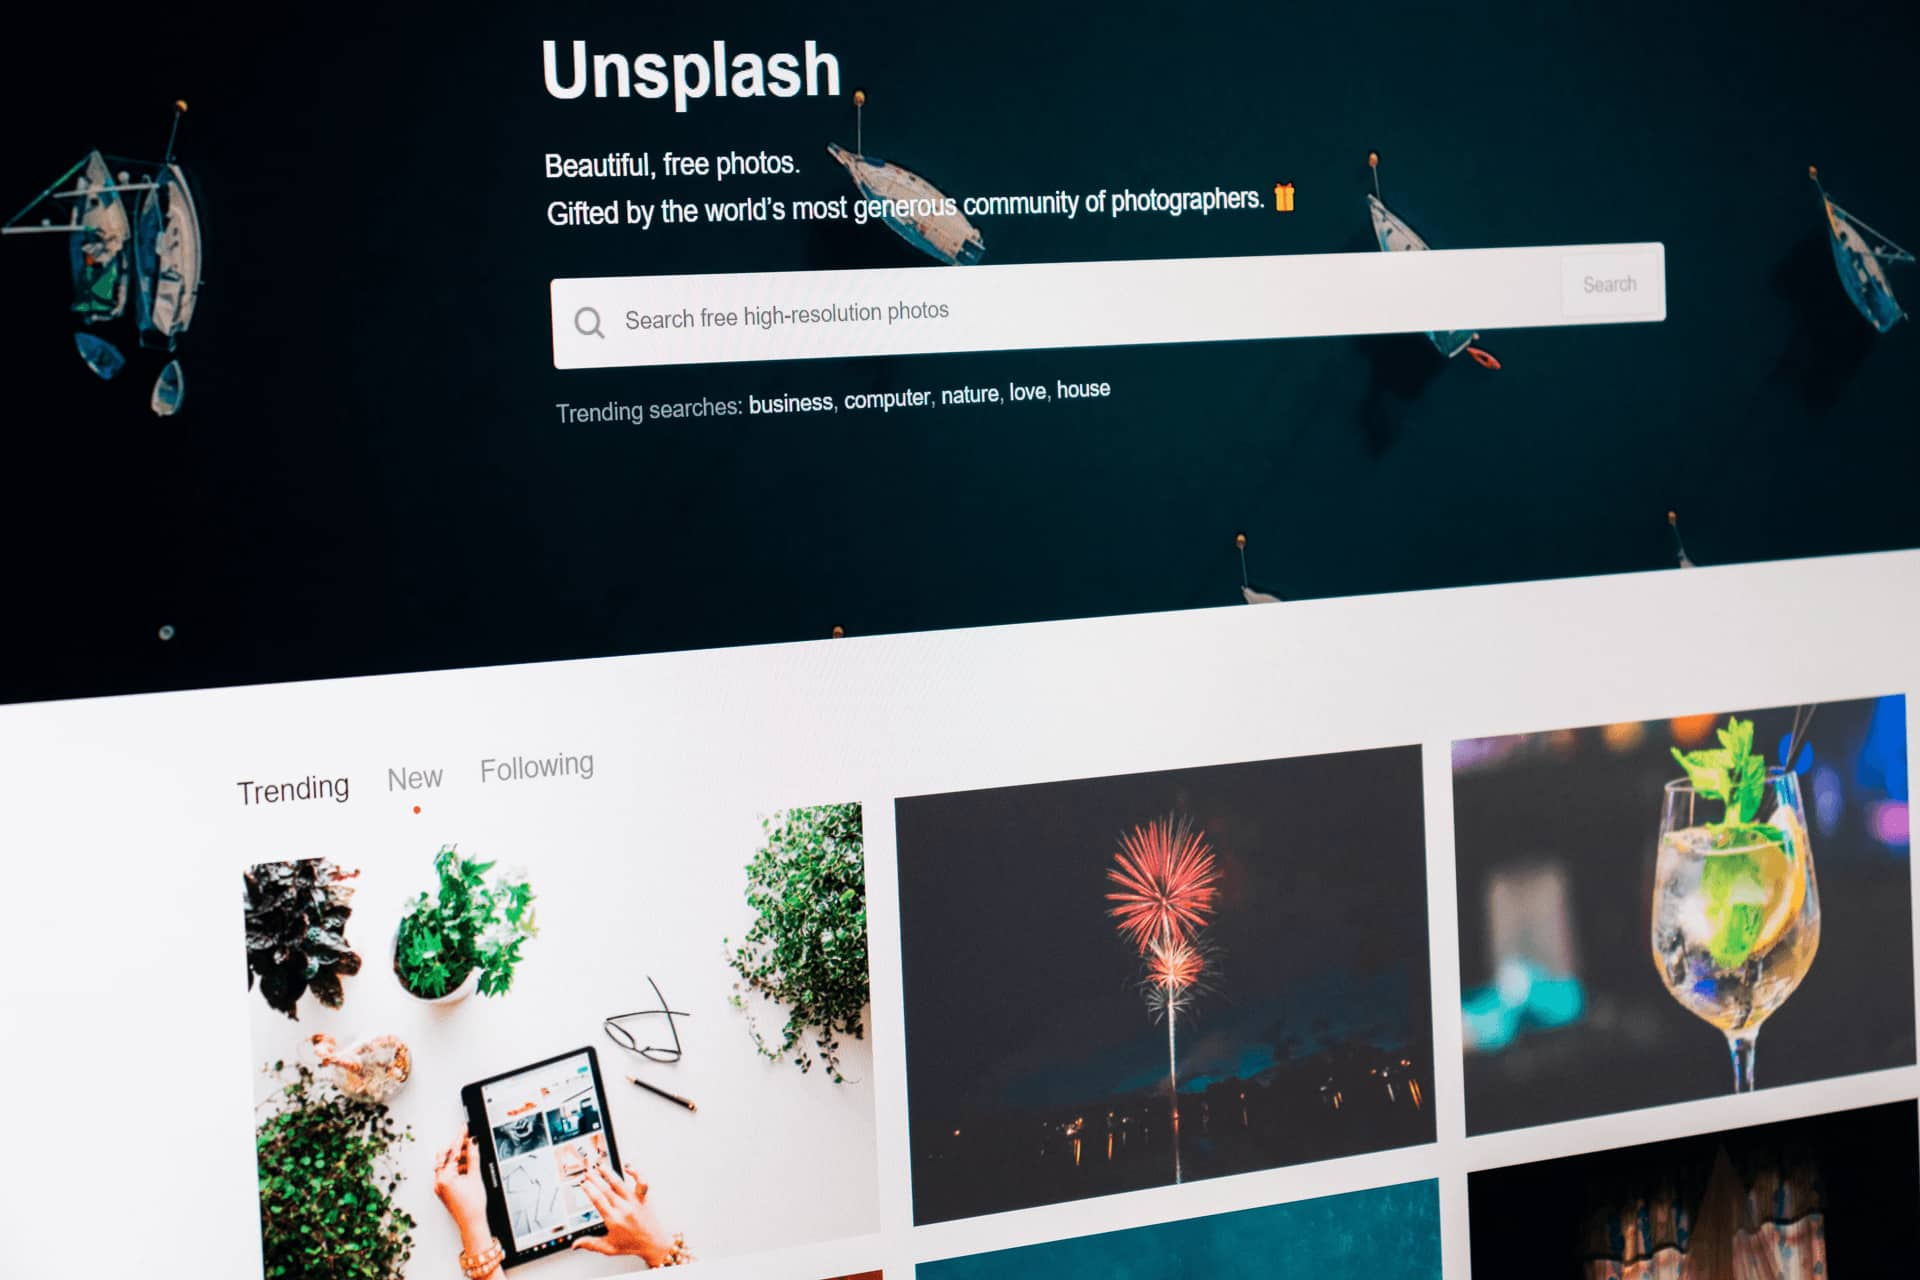 Unsplash
Beautiful, free photos.
Gifted by the world's most generous community of photographers. 🎁
Search free high-resolution photos
Search
Trending searches: business, computer, nature, love, house
Trending New Following